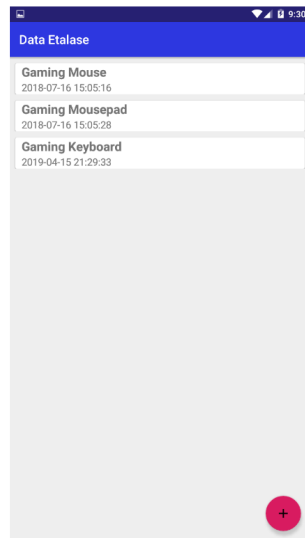 9:30
Data Etalase
Gaming Mouse
2018-07-16 15:05:16
Gaming Mousepad
2018-07-16 15:05:28
Gaming Keyboard
2019-04-15 21:29:33
+